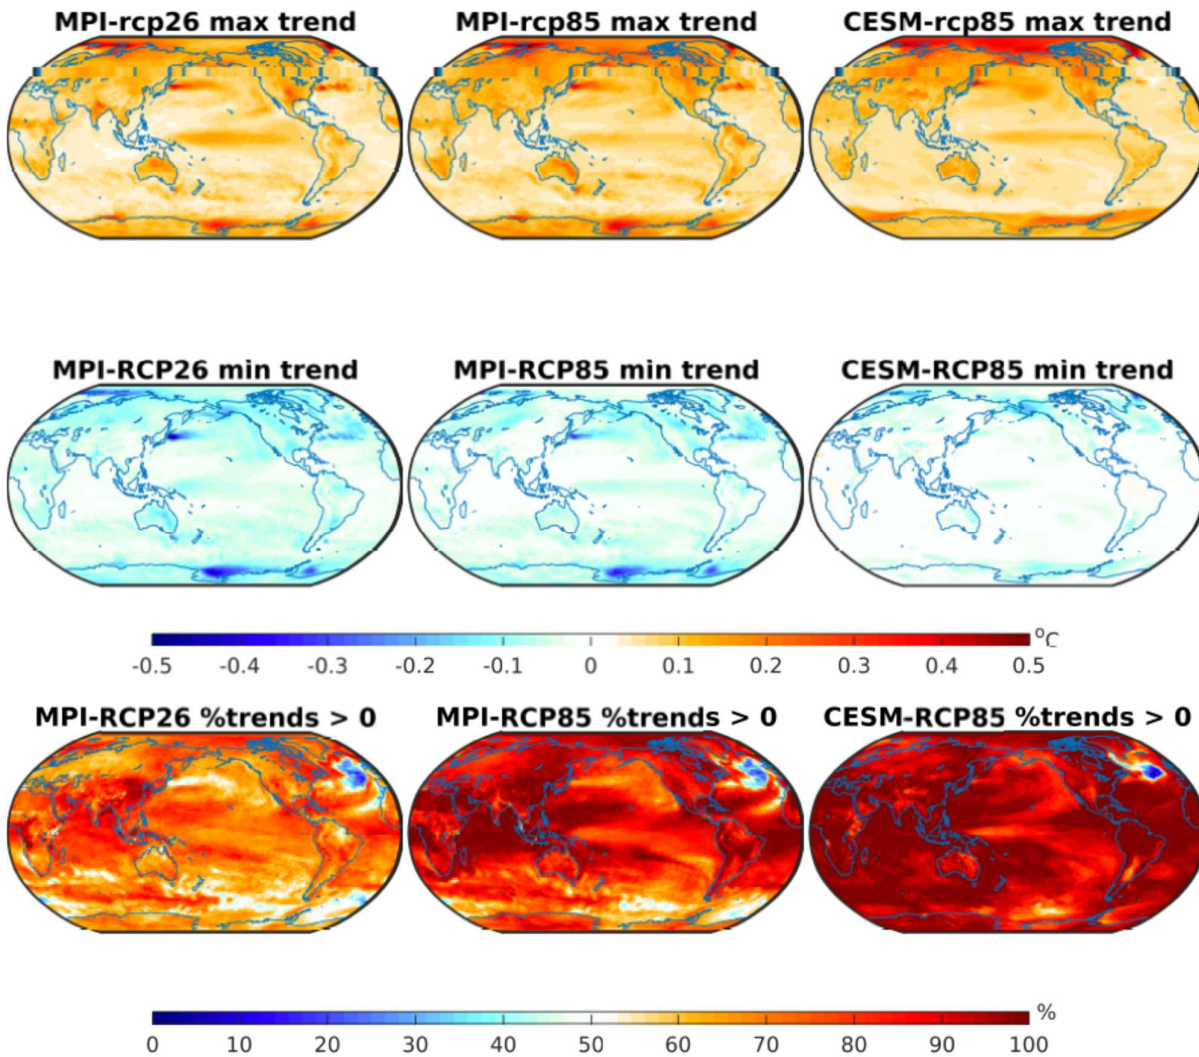 MPI-rcp26 max trend MPI-rcp85 max trend CESM-rcp85 max trend
MPI-RCP26 min trend MPI-RCP85 min trend CESM-RCP85 min trend
-0.5 -0.4 -0.3 -0.2 -0.1 0 0.1 0.2 0.3 0.4 0.5 °C
MPI-RCP26 %trends > 0 MPI-RCP85 %trends > 0 CESM-RCP85 %trends > 0
0 10 20 30 40 50 60 70 80 90 100 %